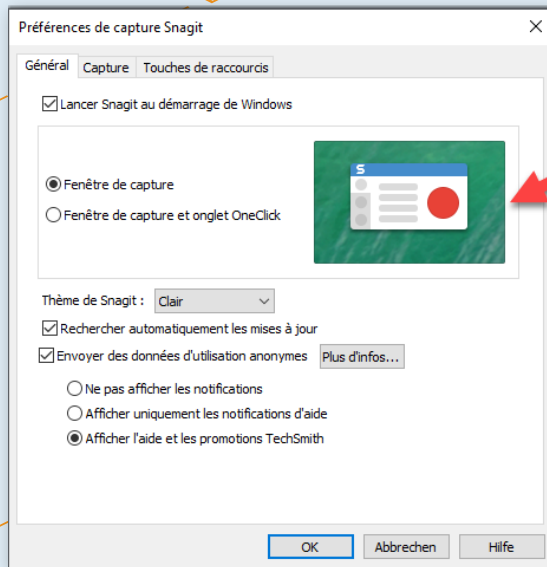 Préférences de capture Snagit
Général Capture Touches de raccourcis
Lancer Snagit au démarrage de Windows
S
Fenêtre de capture
Fenêtre de capture et onglet OneClick
Thème de Snagit : Clair
Rechercher automatiquement les mises à jour
Envoyer des données d'utilisation anonymes Plus d'infos...
Ne pas afficher les notifications
Afficher uniquement les notifications d'aide
Afficher l'aide et les promotions TechSmith
OK Abbrechen Hilfe